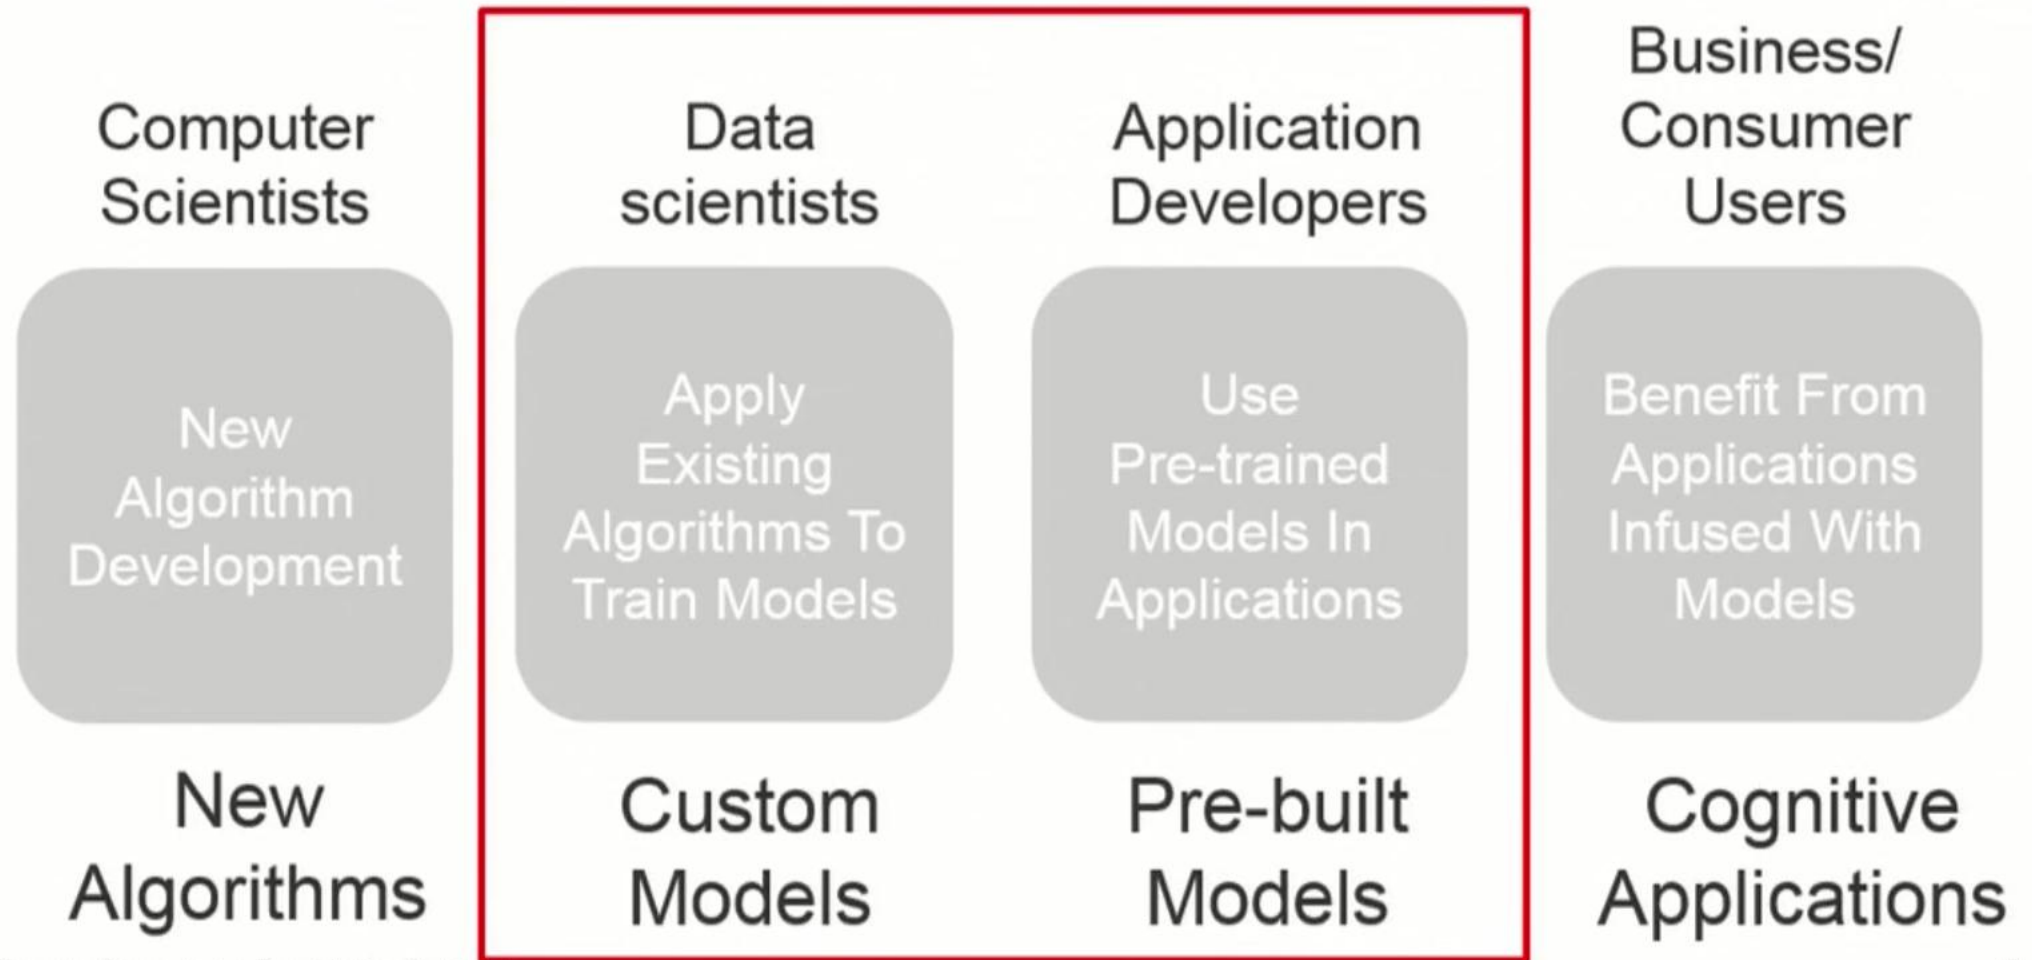 Computer
Scientists
New
Algorithm
Development
New
Algorithms
Data
scientists
Apply
Existing
Algorithms To
Train Models
Custom
Models
Application
Developers
Use
Pre-trained
Models In
Applications
Pre-built
Models
Business/
Consumer
Users
Benefit From
Applications
Infused With
Models
Cognitive
Applications